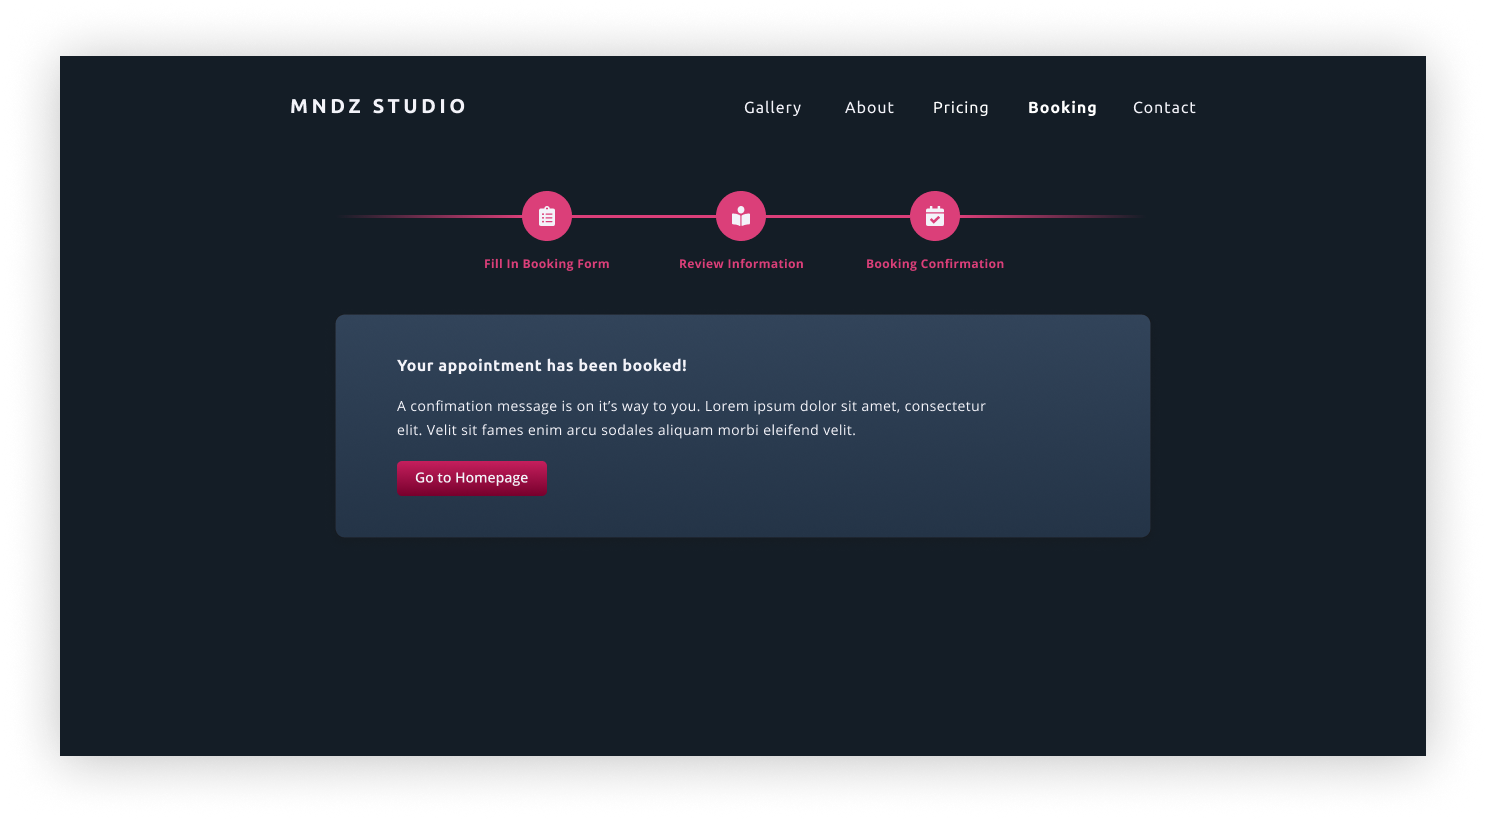 MNDZ STUDIO
Gallery About Pricing Booking Contact
Fill In Booking Form Review Information Booking Confirmation
Your appointment has been booked!
A confimation message is on it’s way to you. Lorem ipsum dolor sit amet, consectetur
elit. Velit sit fames enim arcu sodales aliquam morbi eleifend velit.
Go to Homepage